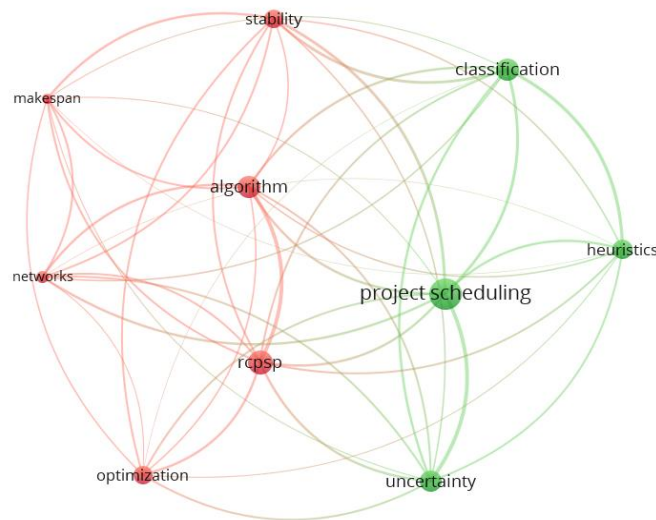 stability
classification
makespan
algorithm
heuristics
networks
project scheduling
rcpsp
optimization
uncertainty